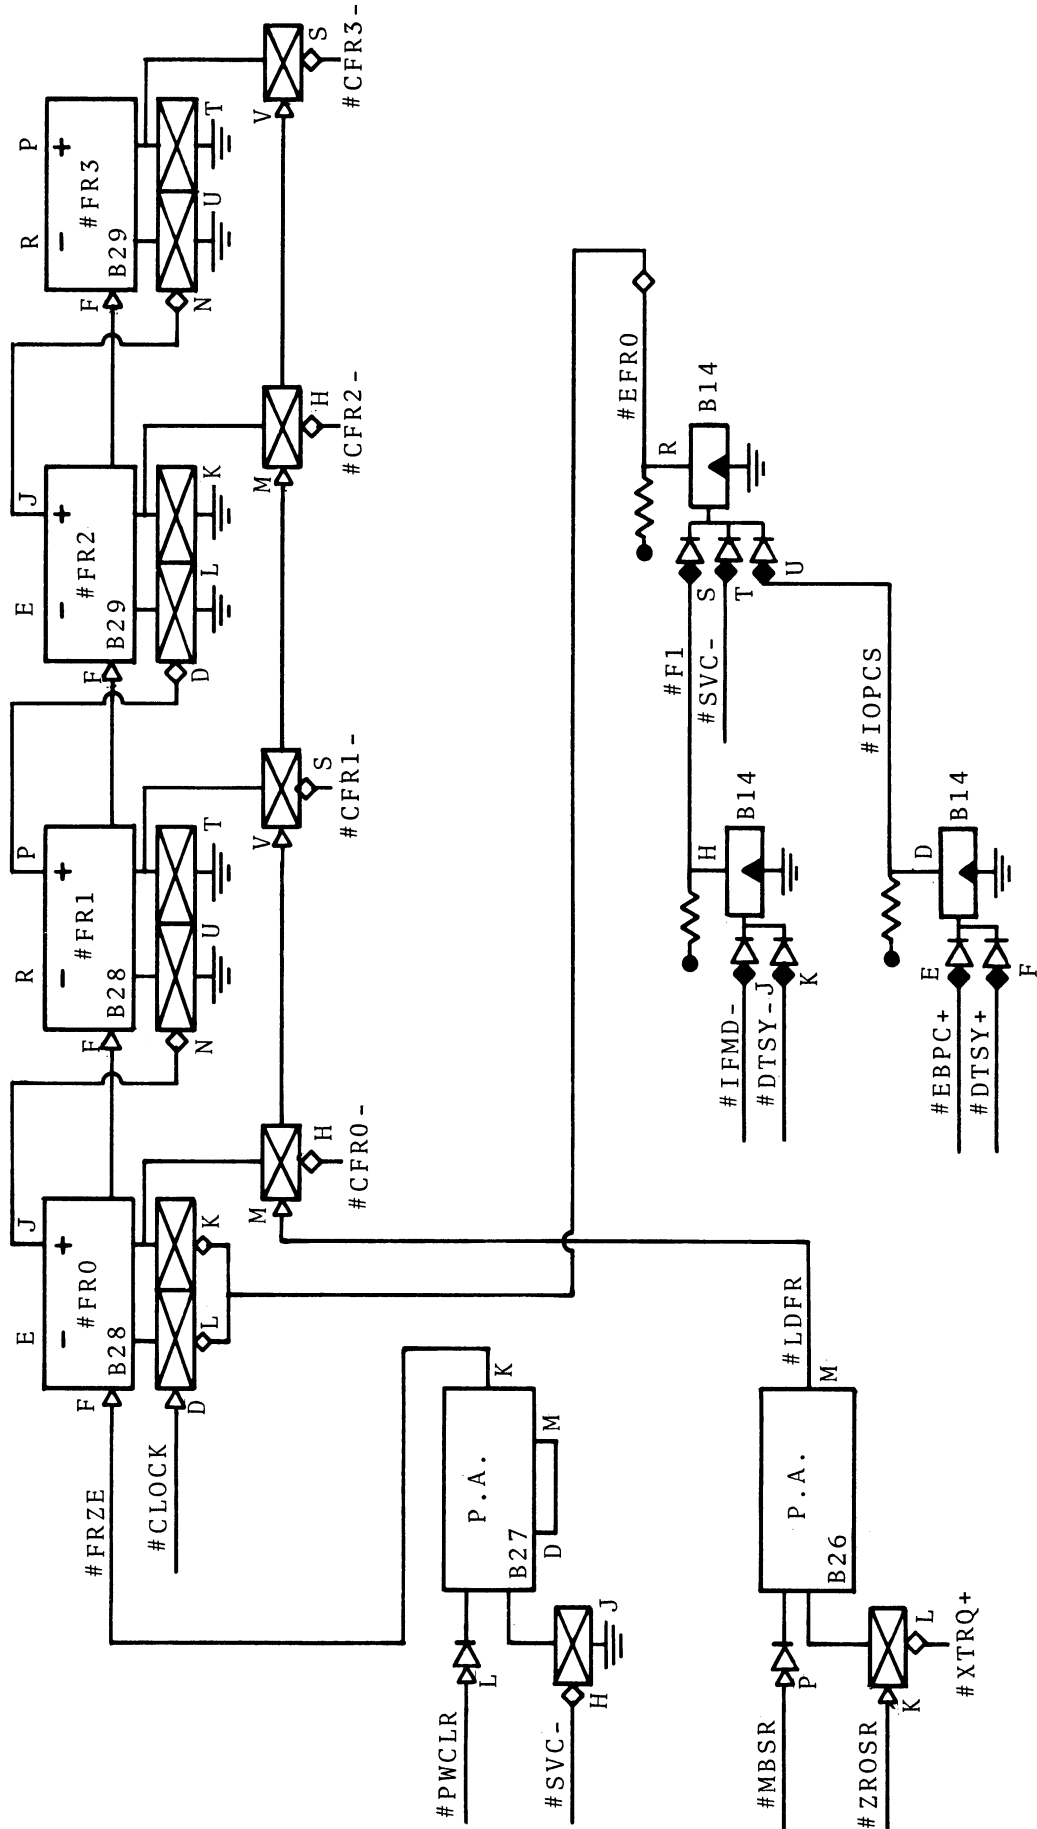 R P
- +
#FR3
B29
F
N U T
V S
#CFR3-
E J
- +
#FR2
B29
F
D L K
M H
#CFR2-
R P
- +
#FR1
B28
F
N U T
V S
#CFR1-
E J
- +
#FR0
B28
F
D L K
M H
#CFR0-
#FRZE
#CLOCK
K
P.A.
B27
D M
L
#PWCLR
H J
#SVC-
#LDFR
M
P.A.
B26
P
#MBSR
K L
#ZROSR
#XTRQ+
#EFR0
R
B14
S
T
U
#F1
#SVC-
#IOPCS
H
B14
J
K
#IFMD-
#DTSY-
D
B14
E
F
#EBPC+
#DTSY+